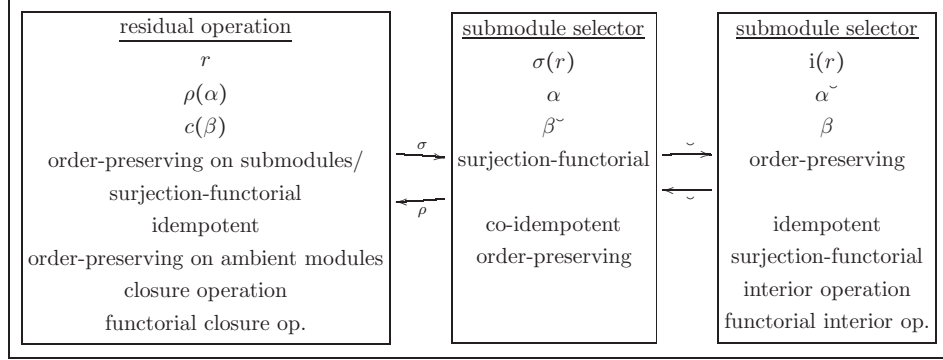 residual operation
r
ρ(α)
c(β)
order-preserving on submodules/
surjection-functorial
idempotent
order-preserving on ambient modules
closure operation
functorial closure op.
σ
ρ
submodule selector
σ(r)
α
β˘
surjection-functorial
co-idempotent
order-preserving
˘
˘
submodule selector
i(r)
α˘
β
order-preserving
idempotent
surjection-functorial
interior operation
functorial interior op.